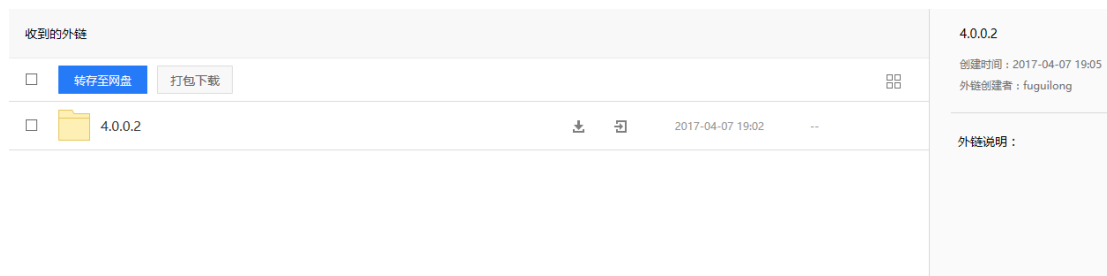 收到的外链
转存至网盘 打包下载
4.0.0.2 2017-04-07 19:02 --
4.0.0.2
创建时间：2017-04-07 19:05
外链创建者：fuguilong
外链说明：